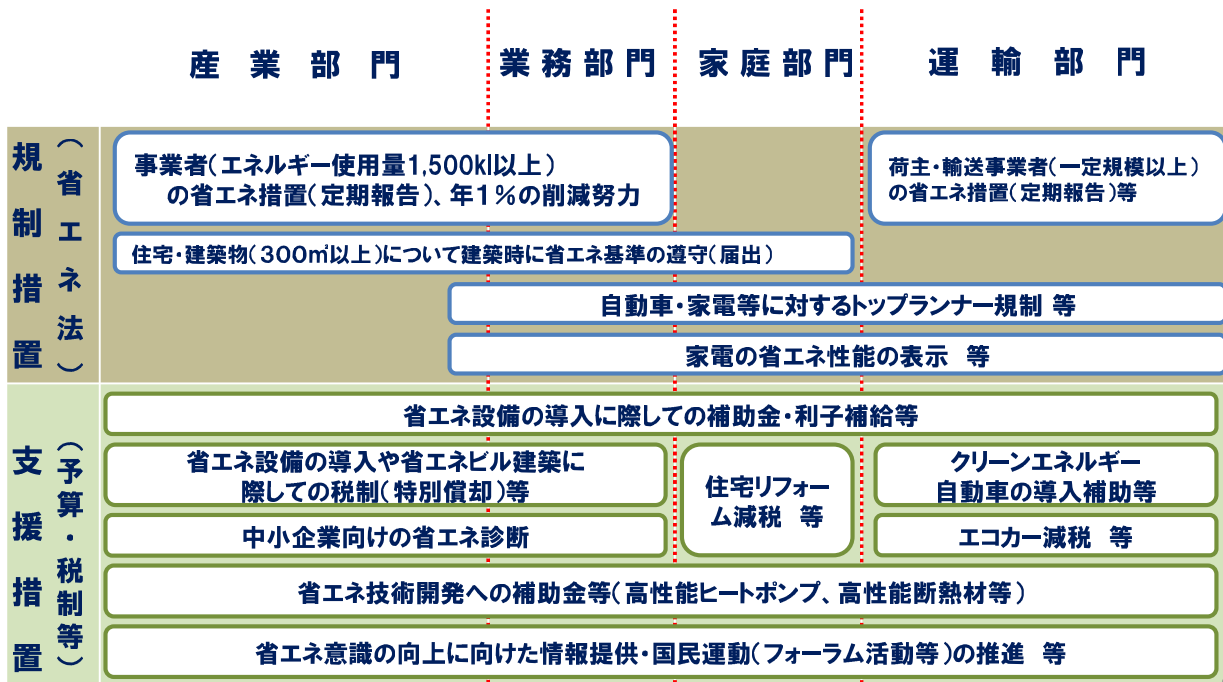 産業部門
業務部門
家庭部門
運輸部門
規制措置
（省エネ法）
事業者（エネルギー使用量1,500kl以上）
の省エネ措置（定期報告）、年１％の削減努力
荷主・輸送事業者（一定規模以上）
の省エネ措置（定期報告）等
住宅・建築物（３００㎡以上）について建築時に省エネ基準の遵守（届出）
自動車・家電等に対するトップランナー規制 等
家電の省エネ性能の表示　等
支援措置
（予算・税制等）
省エネ設備の導入に際しての補助金・利子補給等
省エネ設備の導入や省エネビル建築に
際しての税制（特別償却）等
住宅リフォー
ム減税　等
クリーンエネルギー
自動車の導入補助等
中小企業向けの省エネ診断
エコカー減税　等
省エネ技術開発への補助金等（高性能ヒートポンプ、高性能断熱材等）
省エネ意識の向上に向けた情報提供・国民運動（フォーラム活動等）の推進　等